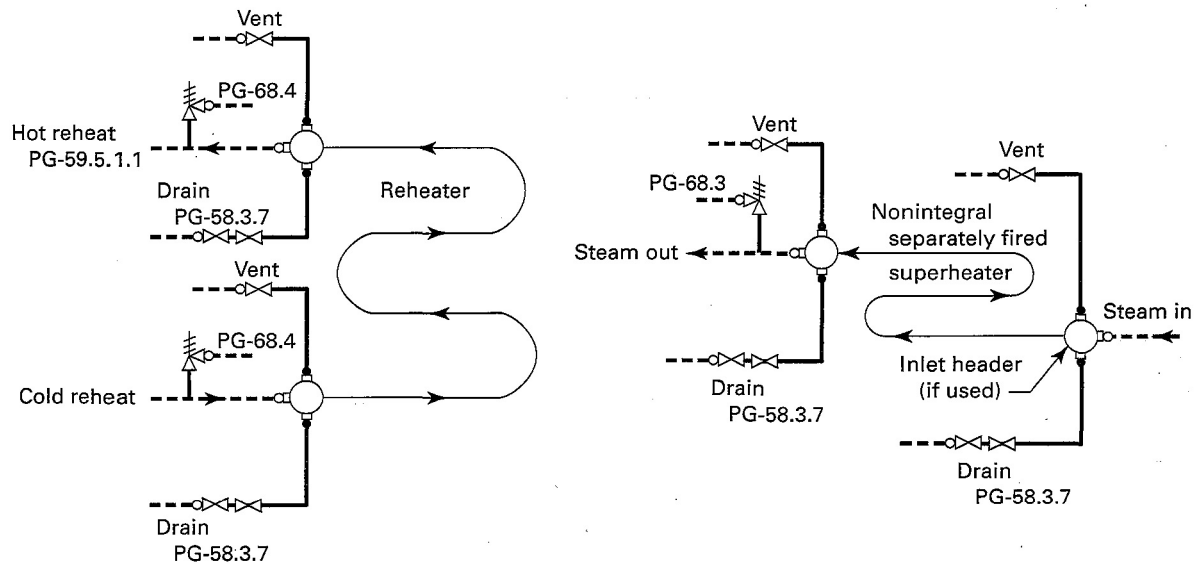 Vent
PG-68.4
Hot reheat
PG-59.5.1.1
Drain
PG-58.3.7
Reheater
Vent
PG-68.4
Cold reheat
Drain
PG-58.3.7
Vent
PG-68.3
Steam out
Nonintegral
separately fired
superheater
Drain
PG-58.3.7
Vent
Steam in
Inlet header
(if used)
Drain
PG-58.3.7